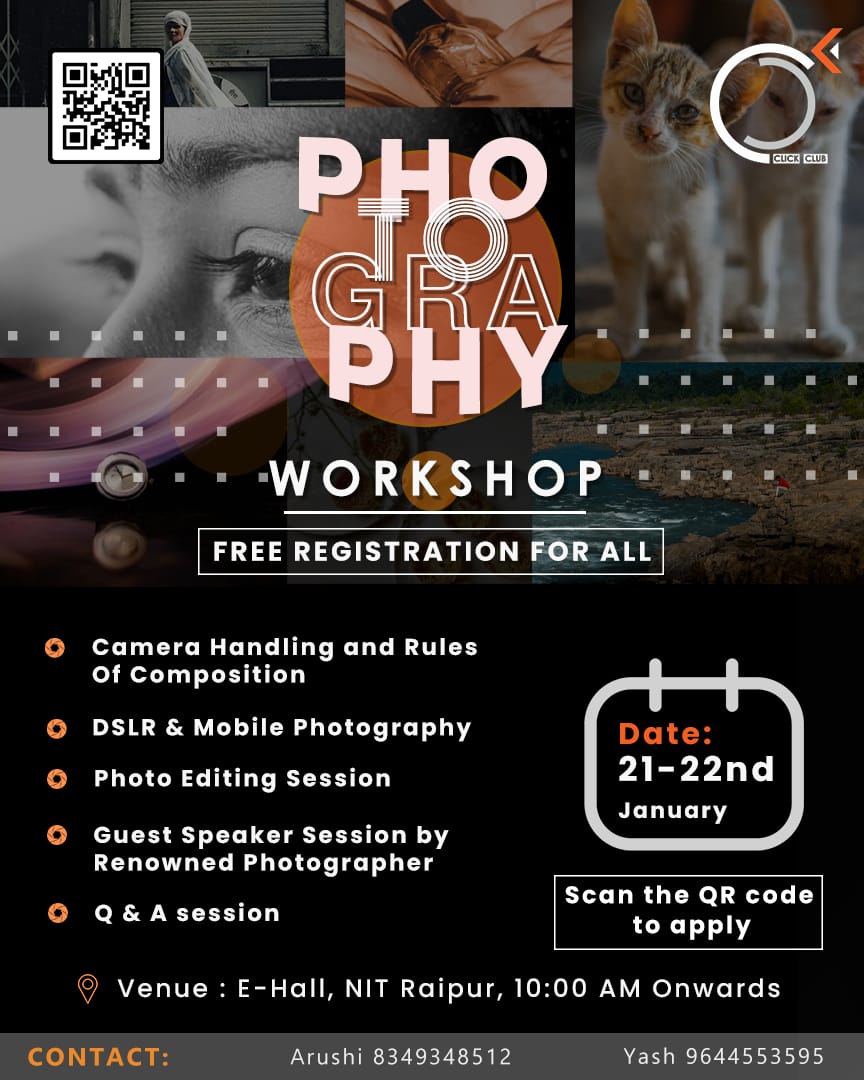 CLICK CLUB
PHO
TO
GRA
PHY
WORKSHOP
FREE REGISTRATION FOR ALL
Camera Handling and Rules
Of Composition
DSLR & Mobile Photography
Photo Editing Session
Guest Speaker Session by
Renowned Photographer
Q & A session
Date:
21-22nd
January
Scan the QR code
to apply
Venue : E-Hall, NIT Raipur, 10:00 AM Onwards
CONTACT: Arushi 8349348512 Yash 9644553595